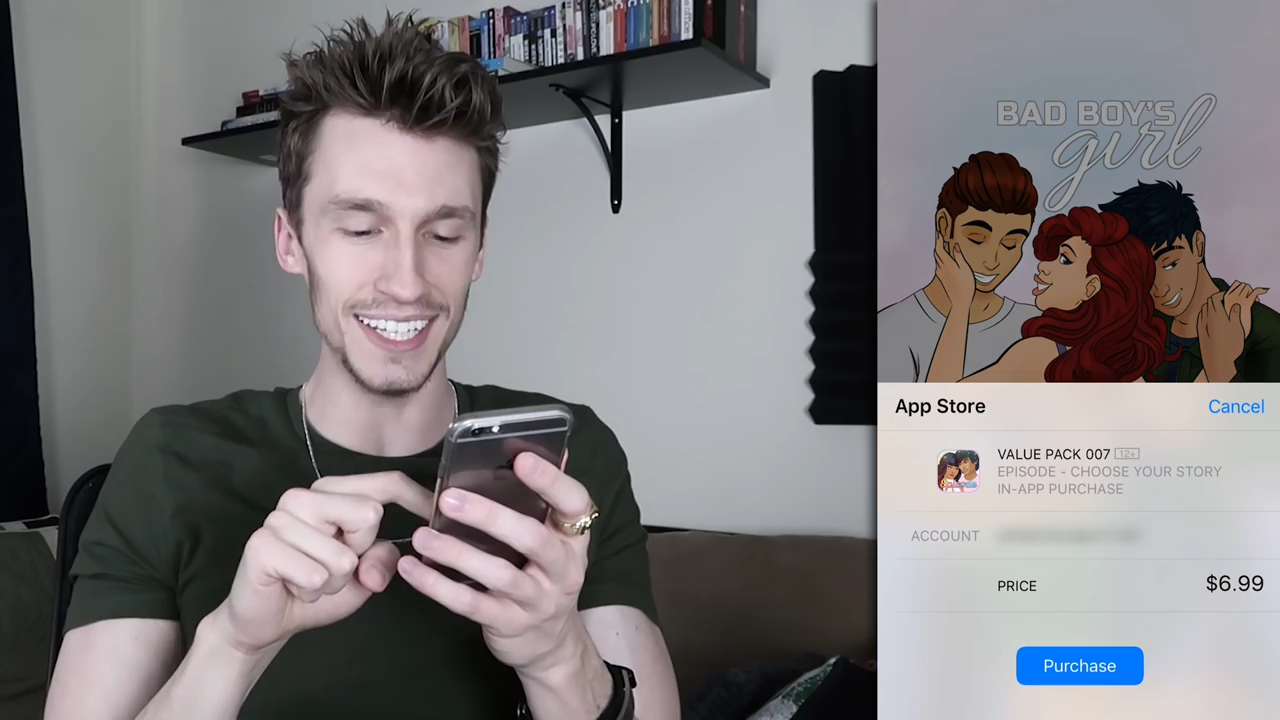 BAD BOY'S
girl
App Store
Cancel
VALUE PACK 007 12+
EPISODE - CHOOSE YOUR STORY
IN-APP PURCHASE
ACCOUNT
PRICE
$6.99
Purchase